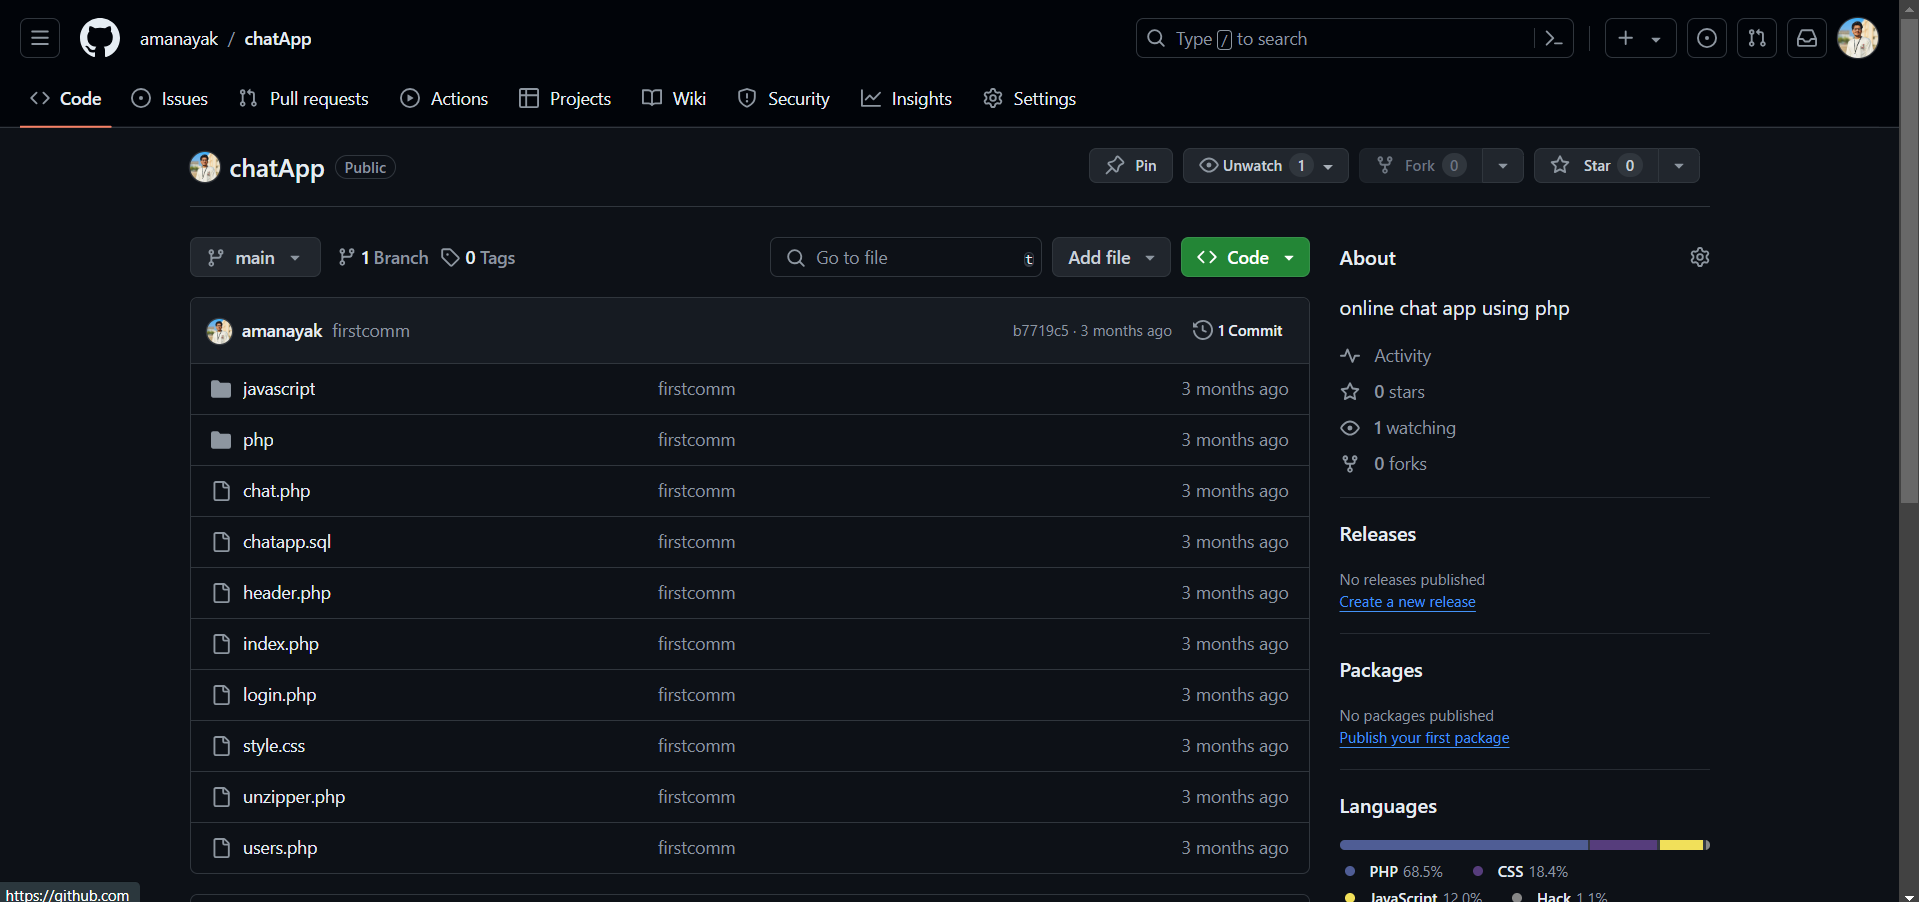 amanayak / chatApp
Type / to search
Code Issues Pull requests Actions Projects Wiki Security Insights Settings
chatApp Public
Pin Unwatch 1 Fork 0 Star 0
main 1 Branch 0 Tags Go to file t Add file Code
amanayak firstcomm b7719c5 · 3 months ago 1 Commit
javascript firstcomm 3 months ago
php firstcomm 3 months ago
chat.php firstcomm 3 months ago
chatapp.sql firstcomm 3 months ago
header.php firstcomm 3 months ago
index.php firstcomm 3 months ago
login.php firstcomm 3 months ago
style.css firstcomm 3 months ago
unzipper.php firstcomm 3 months ago
users.php firstcomm 3 months ago
About
online chat app using php
Activity
0 stars
1 watching
0 forks
Releases
No releases published
Create a new release
Packages
No packages published
Publish your first package
Languages
PHP 68.5% CSS 18.4%
JavaScript 12.0% Hack 1.1%
https://github.com